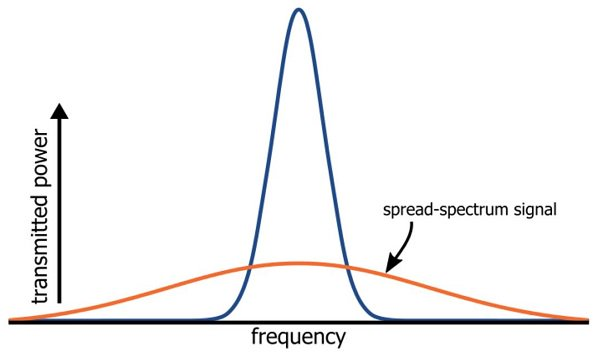 transmitted power
spread-spectrum signal
frequency